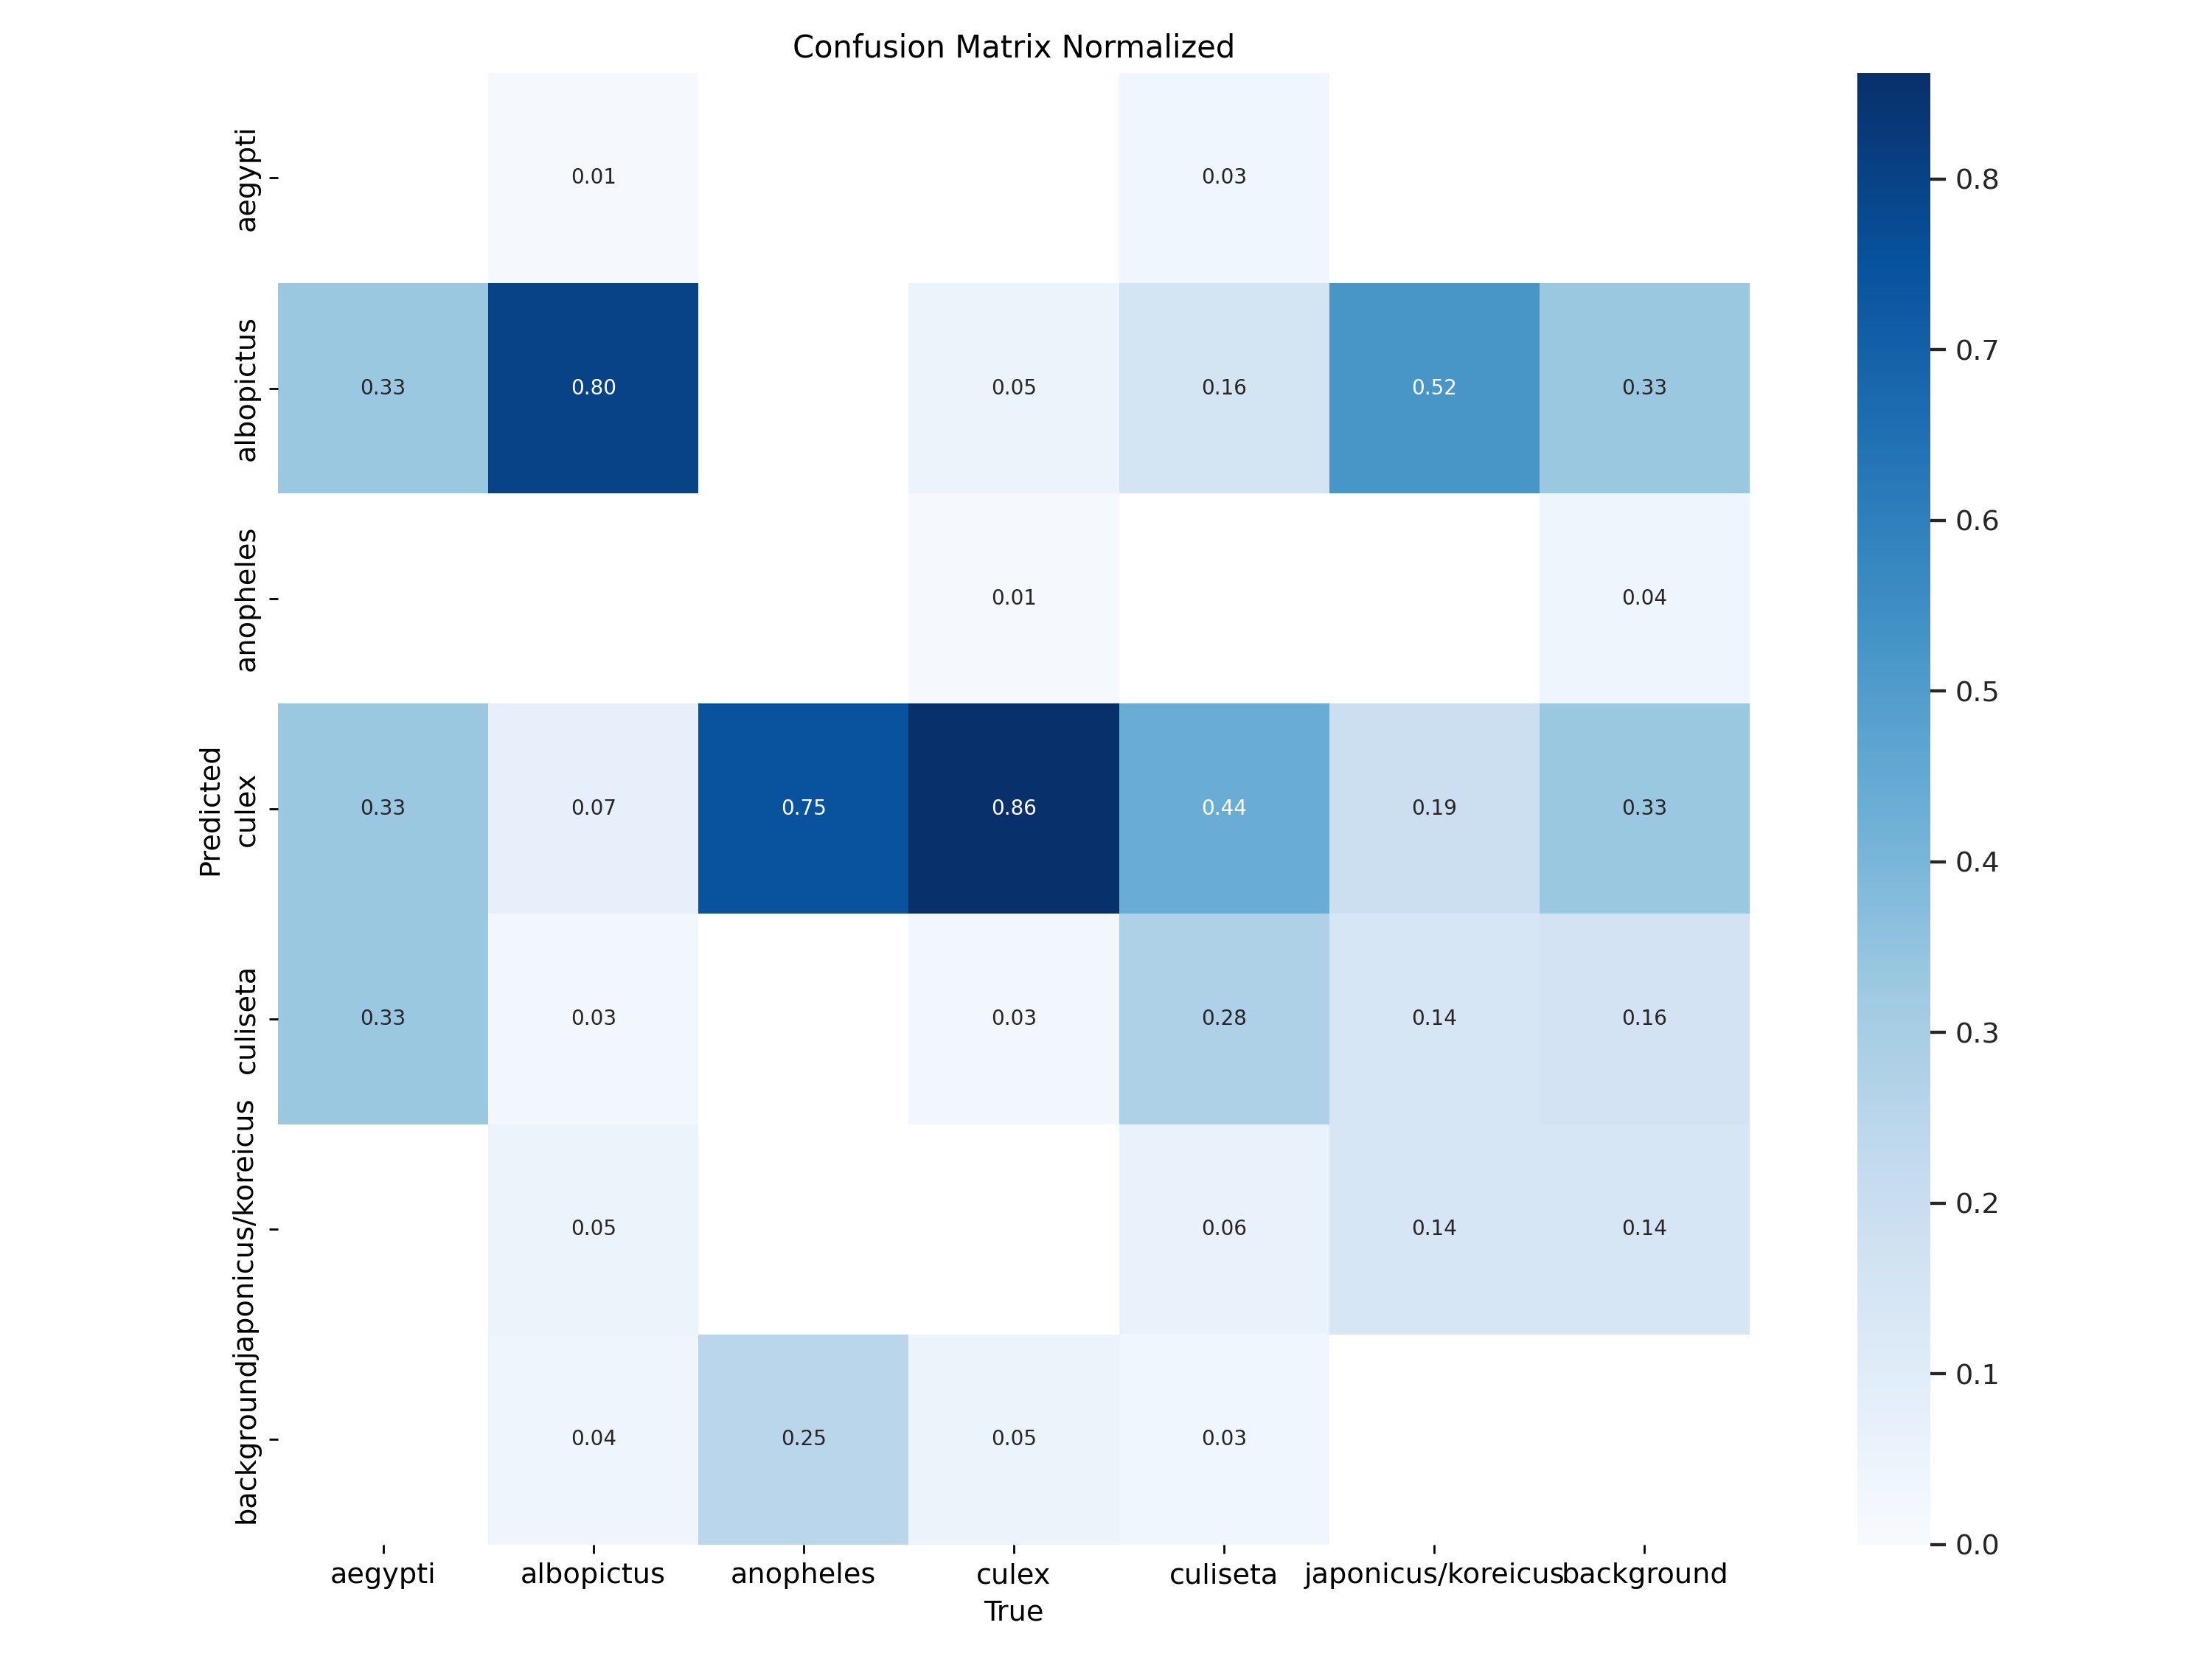 Confusion Matrix Normalized
aegypti
0.01
0.03
albopictus
0.33
0.80
0.05
0.16
0.52
0.33
anopheles
0.01
0.04
Predicted
culex
0.33
0.07
0.75
0.86
0.44
0.19
0.33
culiseta
0.33
0.03
0.03
0.28
0.14
0.16
japonicus/koreicus
0.05
0.06
0.14
0.14
background
0.04
0.25
0.05
0.03
aegypti
albopictus
anopheles
culex
culiseta
japonicus/koreicus
background
True
0.8
0.7
0.6
0.5
0.4
0.3
0.2
0.1
0.0